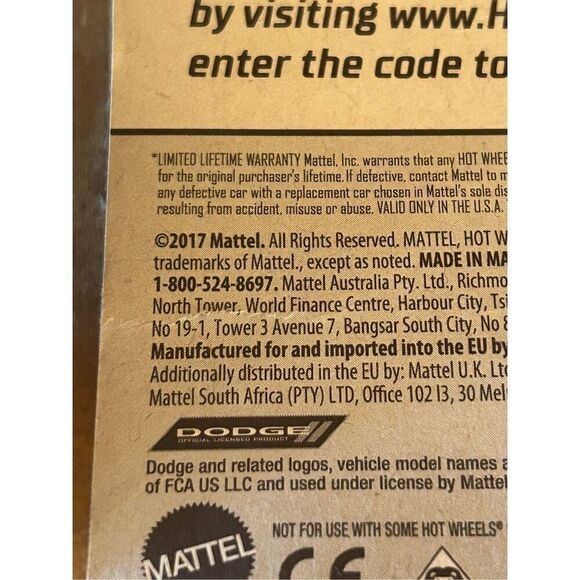 by visiting www.H
enter the code to
*LIMITED LIFETIME WARRANTY Mattel, Inc. warrants that any HOT WHEE
for the original purchaser's lifetime. If defective, contact Mattel to m
any defective car with a replacement car chosen in Mattel's sole dis
resulting from accident, misuse or abuse. VALID ONLY IN THE U.S.A.
©2017 Mattel. All Rights Reserved. MATTEL, HOT W
trademarks of Mattel., except as noted. MADE IN MA
1-800-524-8697. Mattel Australia Pty. Ltd., Richmo
North Tower, World Finance Centre, Harbour City, Tsi
No 19-1, Tower 3 Avenue 7, Bangsar South City, No 8
Manufactured for and imported into the EU by
Additionally distributed in the EU by: Mattel U.K. Ltd
Mattel South Africa (PTY) LTD, Office 102 I3, 30 Mel
DODGE
OFFICIAL LICENSED PRODUCT
Dodge and related logos, vehicle model names a
of FCA US LLC and used under license by Mattel
NOT FOR USE WITH SOME HOT WHEELS®
MATTEL
CE